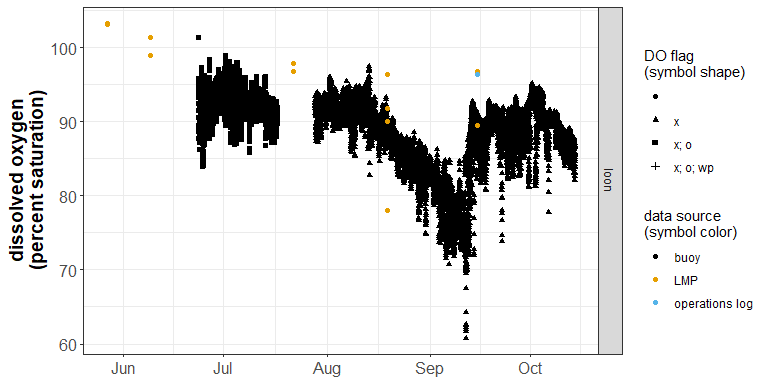 dissolved oxygen
(percent saturation)
100
90
80
70
60
Jun Jul Aug Sep Oct
loon
DO flag
(symbol shape)
x
x; o
x; o; wp
data source
(symbol color)
buoy
LMP
operations log